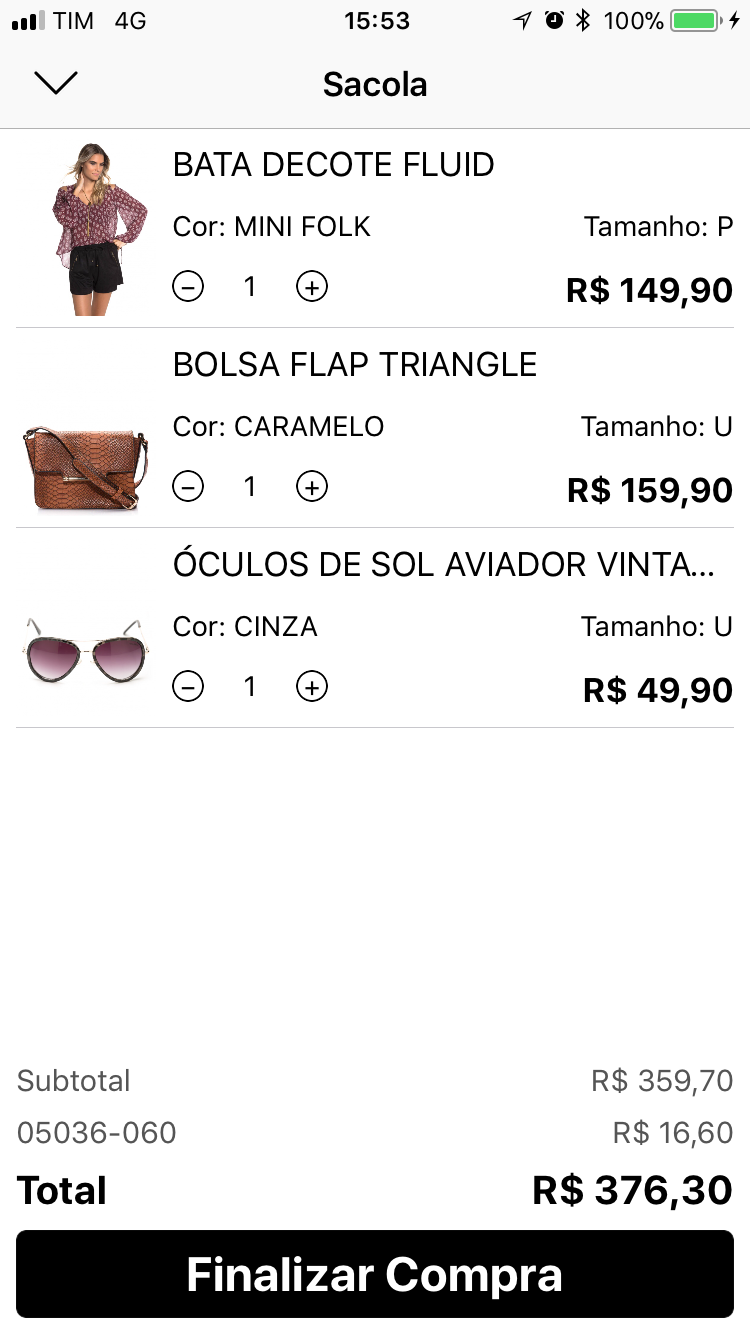 TIM 4G 15:53 100%
Sacola
BATA DECOTE FLUID
Cor: MINI FOLK Tamanho: P
1 R$ 149,90
BOLSA FLAP TRIANGLE
Cor: CARAMELO Tamanho: U
1 R$ 159,90
ÓCULOS DE SOL AVIADOR VINTA...
Cor: CINZA Tamanho: U
1 R$ 49,90
Subtotal R$ 359,70
05036-060 R$ 16,60
Total R$ 376,30
Finalizar Compra